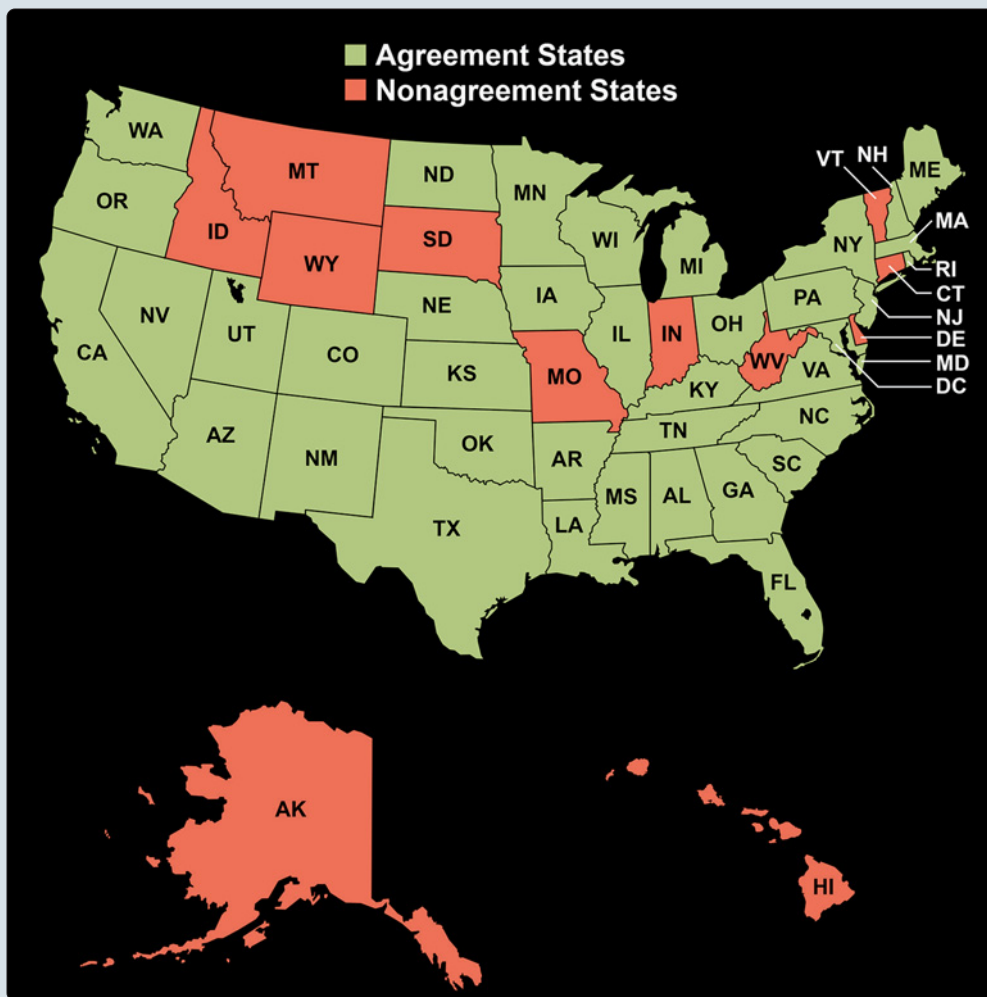 Agreement States
Nonagreement States
WA
MT
ND
MN
VT
NH
ME
OR
ID
WY
SD
WI
MI
NY
MA
RI
CT
NJ
DE
MD
DC
NV
UT
CO
NE
IA
IL
IN
OH
PA
CA
KS
MO
KY
WV
VA
AZ
NM
OK
AR
TN
NC
SC
TX
LA
MS
AL
GA
FL
AK
HI